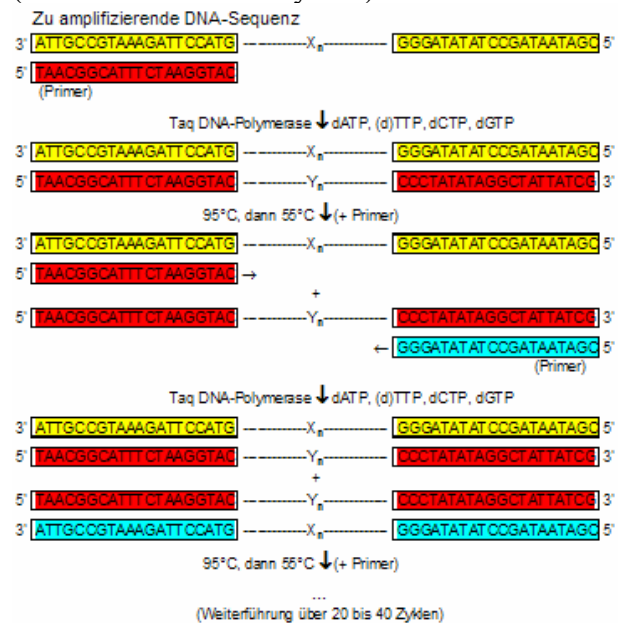 Zu amplifizierende DNA-Sequenz
3' ATTGCCGTAAAGATTCCATG ------------Xn------------ GGGATATATCCGATAATAGC 5'
5' TAACGGCATTTCTAAGGTAC
(Primer)
Taq DNA-Polymerase ↓ dATP, (d)TTP, dCTP, dGTP
3' ATTGCCGTAAAGATTCCATG ------------Xn------------ GGGATATATCCGATAATAGC 5'
5' TAACGGCATTTCTAAGGTAC ------------Yn------------ CCCTATATAGGCTATTATCG 3'
95°C, dann 55°C ↓ (+ Primer)
3' ATTGCCGTAAAGATTCCATG ------------Xn------------ GGGATATATCCGATAATAGC 5'
5' TAACGGCATTTCTAAGGTAC →
+
5' TAACGGCATTTCTAAGGTAC ------------Yn------------ CCCTATATAGGCTATTATCG 3'
← GGGATATATCCGATAATAGC 5'
(Primer)
Taq DNA-Polymerase ↓ dATP, (d)TTP, dCTP, dGTP
3' ATTGCCGTAAAGATTCCATG ------------Xn------------ GGGATATATCCGATAATAGC 5'
5' TAACGGCATTTCTAAGGTAC ------------Yn------------ CCCTATATAGGCTATTATCG 3'
+
5' TAACGGCATTTCTAAGGTAC ------------Yn------------ CCCTATATAGGCTATTATCG 3'
3' ATTGCCGTAAAGATTCCATG ------------Xn------------ GGGATATATCCGATAATAGC 5'
95°C, dann 55°C ↓ (+ Primer)
...
(Weiterführung über 20 bis 40 Zyklen)